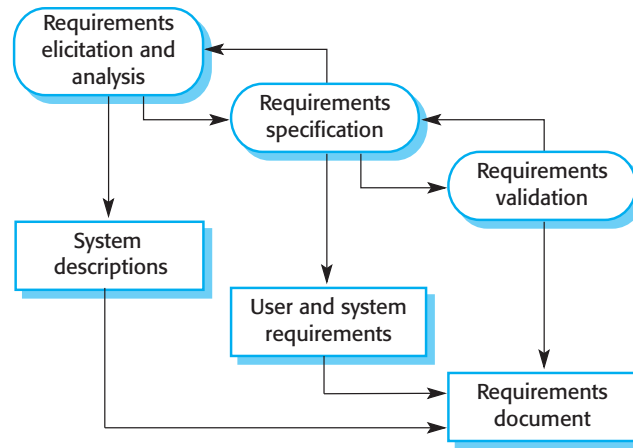 Requirements
elicitation and
analysis
Requirements
specification
Requirements
validation
System
descriptions
User and system
requirements
Requirements
document